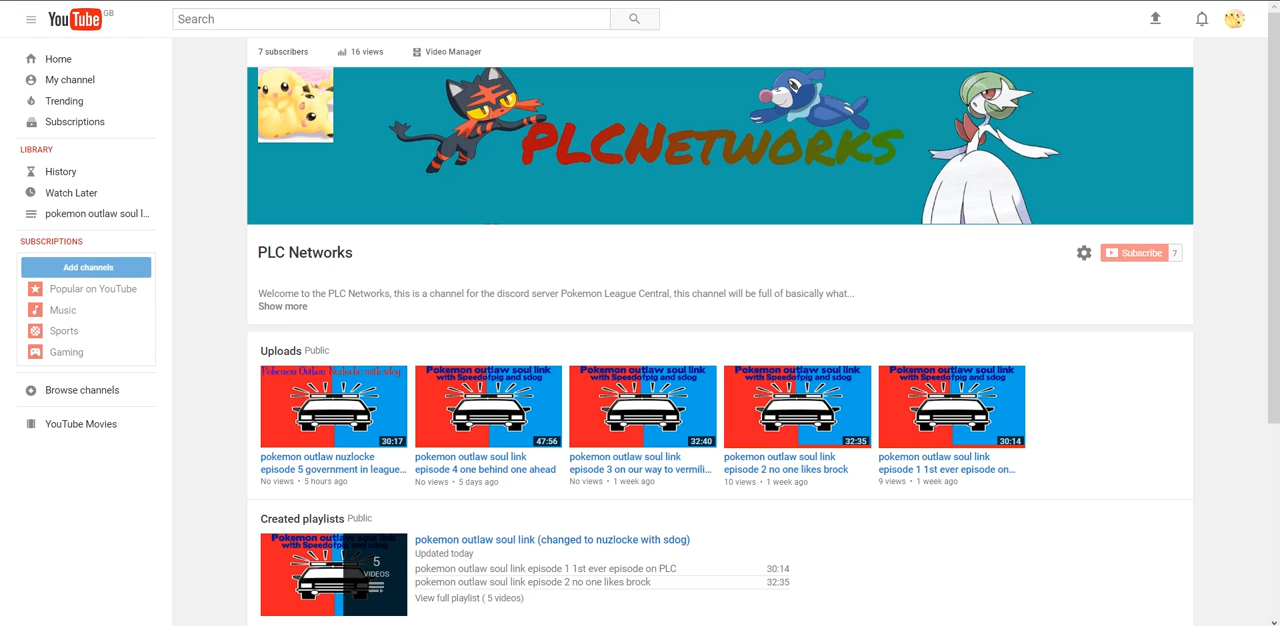 YouTube GB
Search
Home
My channel
Trending
Subscriptions
LIBRARY
History
Watch Later
pokemon outlaw soul l...
SUBSCRIPTIONS
Add channels
Popular on YouTube
Music
Sports
Gaming
Browse channels
YouTube Movies
7 subscribers 16 views Video Manager
PLCNETWORKS
PLC Networks
Subscribe 7
Welcome to the PLC Networks, this is a channel for the discord server Pokemon League Central, this channel will be full of basically what...
Show more
Uploads Public
Pokemon Outlaw Nuzlocke with sdog
30:17
pokemon outlaw nuzlocke
episode 5 government in league...
No views • 5 hours ago
Pokemon outlaw soul link
with Speedofpig and sdog
47:56
pokemon outlaw soul link
episode 4 one behind one ahead
No views • 5 days ago
Pokemon outlaw soul link
with Speedofpig and sdog
32:40
pokemon outlaw soul link
episode 3 on our way to vermili...
No views • 1 week ago
Pokemon outlaw soul link
with Speedofpig and sdog
32:35
pokemon outlaw soul link
episode 2 no one likes brock
10 views • 1 week ago
Pokemon outlaw soul link
with Speedofpig and sdog
30:14
pokemon outlaw soul link
episode 1 1st ever episode on...
9 views • 1 week ago
Created playlists Public
Pokemon outlaw soul link
with Speedofpig and sdog
5
VIDEOS
pokemon outlaw soul link (changed to nuzlocke with sdog)
Updated today
pokemon outlaw soul link episode 1 1st ever episode on PLC 30:14
pokemon outlaw soul link episode 2 no one likes brock 32:35
View full playlist ( 5 videos)